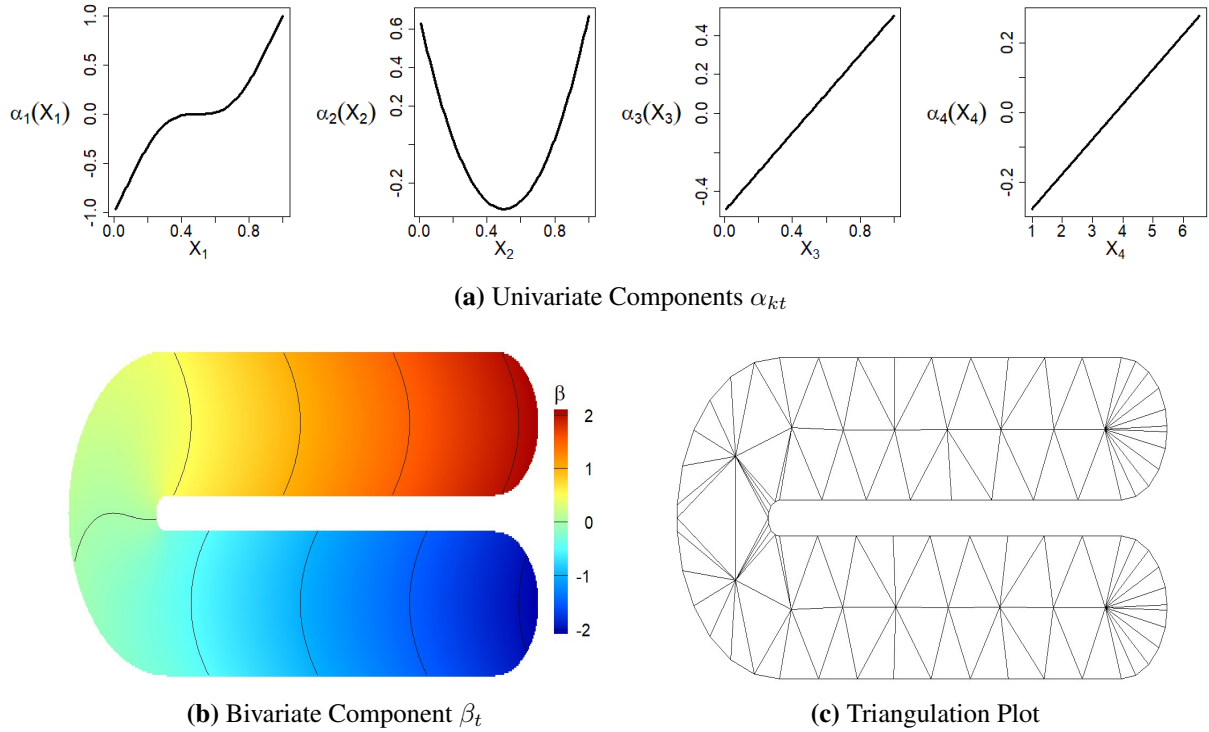 α₁(X₁)
-1.0 -0.5 0.0 0.5 1.0
0.0 0.4 0.8
X₁
α₂(X₂)
-0.2 0.2 0.6
0.0 0.4 0.8
X₂
α₃(X₃)
-0.4 0.0 0.4
0.0 0.4 0.8
X₃
α₄(X₄)
-0.2 0.0 0.2
1 2 3 4 5 6
X₄
(a) Univariate Components αₖₜ
β
2
1
0
-1
-2
(b) Bivariate Component βₜ
(c) Triangulation Plot